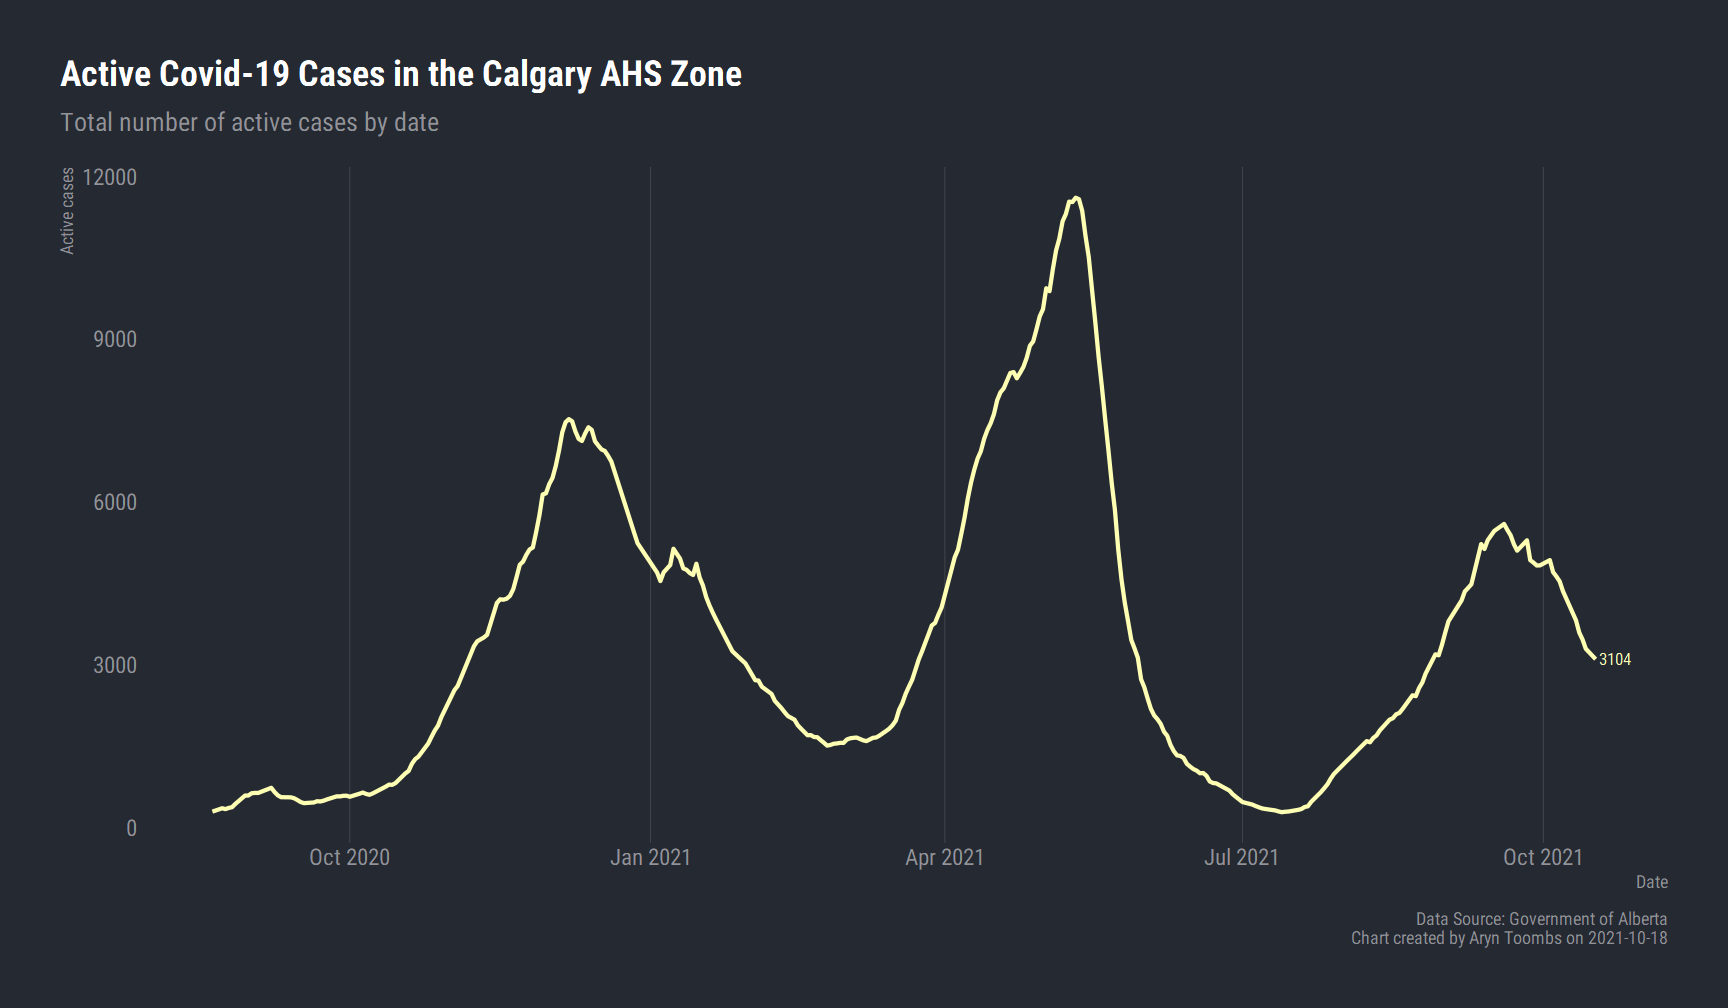 Active Covid-19 Cases in the Calgary AHS Zone
Total number of active cases by date
Active cases
12000
9000
6000
3000
0
3104
Oct 2020
Jan 2021
Apr 2021
Jul 2021
Oct 2021
Date
Data Source: Government of Alberta
Chart created by Aryn Toombs on 2021-10-18